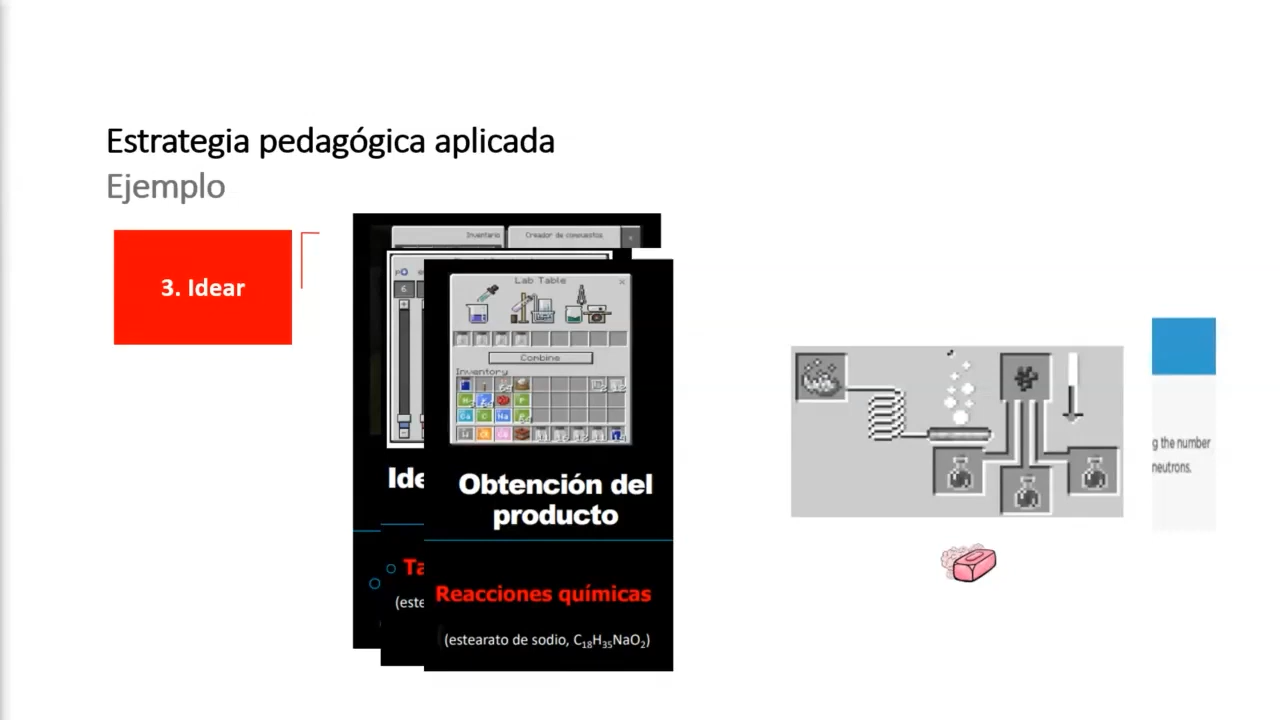 Estrategia pedagógica aplicada
Ejemplo
3. Idear
Inventario
Creador de compuestos
6
Lab Table
Combine
Inventory
Ide
Obtención del
producto
Ta
(este
Reacciones químicas
(estearato de sodio, C₁₈H₃₅NaO₂)
g the number
neutrons.